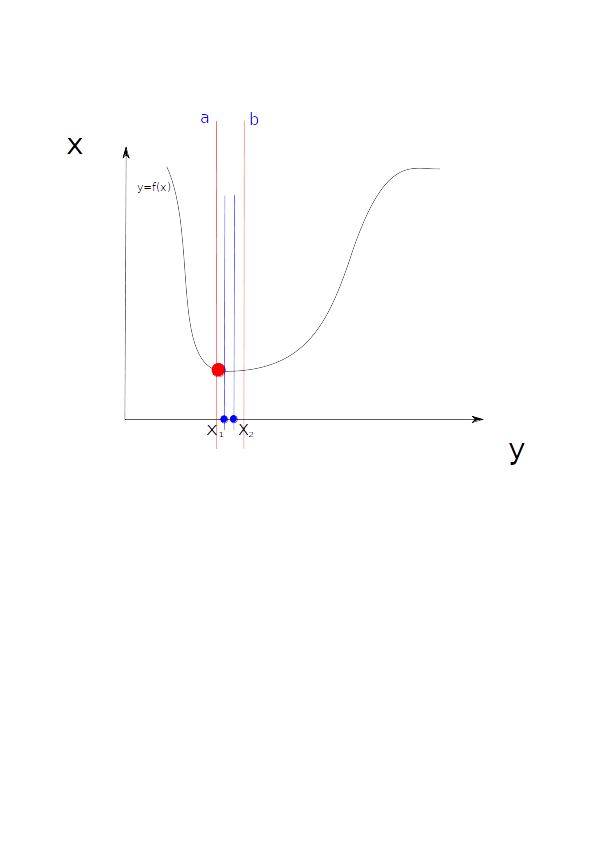 a b
x
y=f(x)
X₁ X₂
y